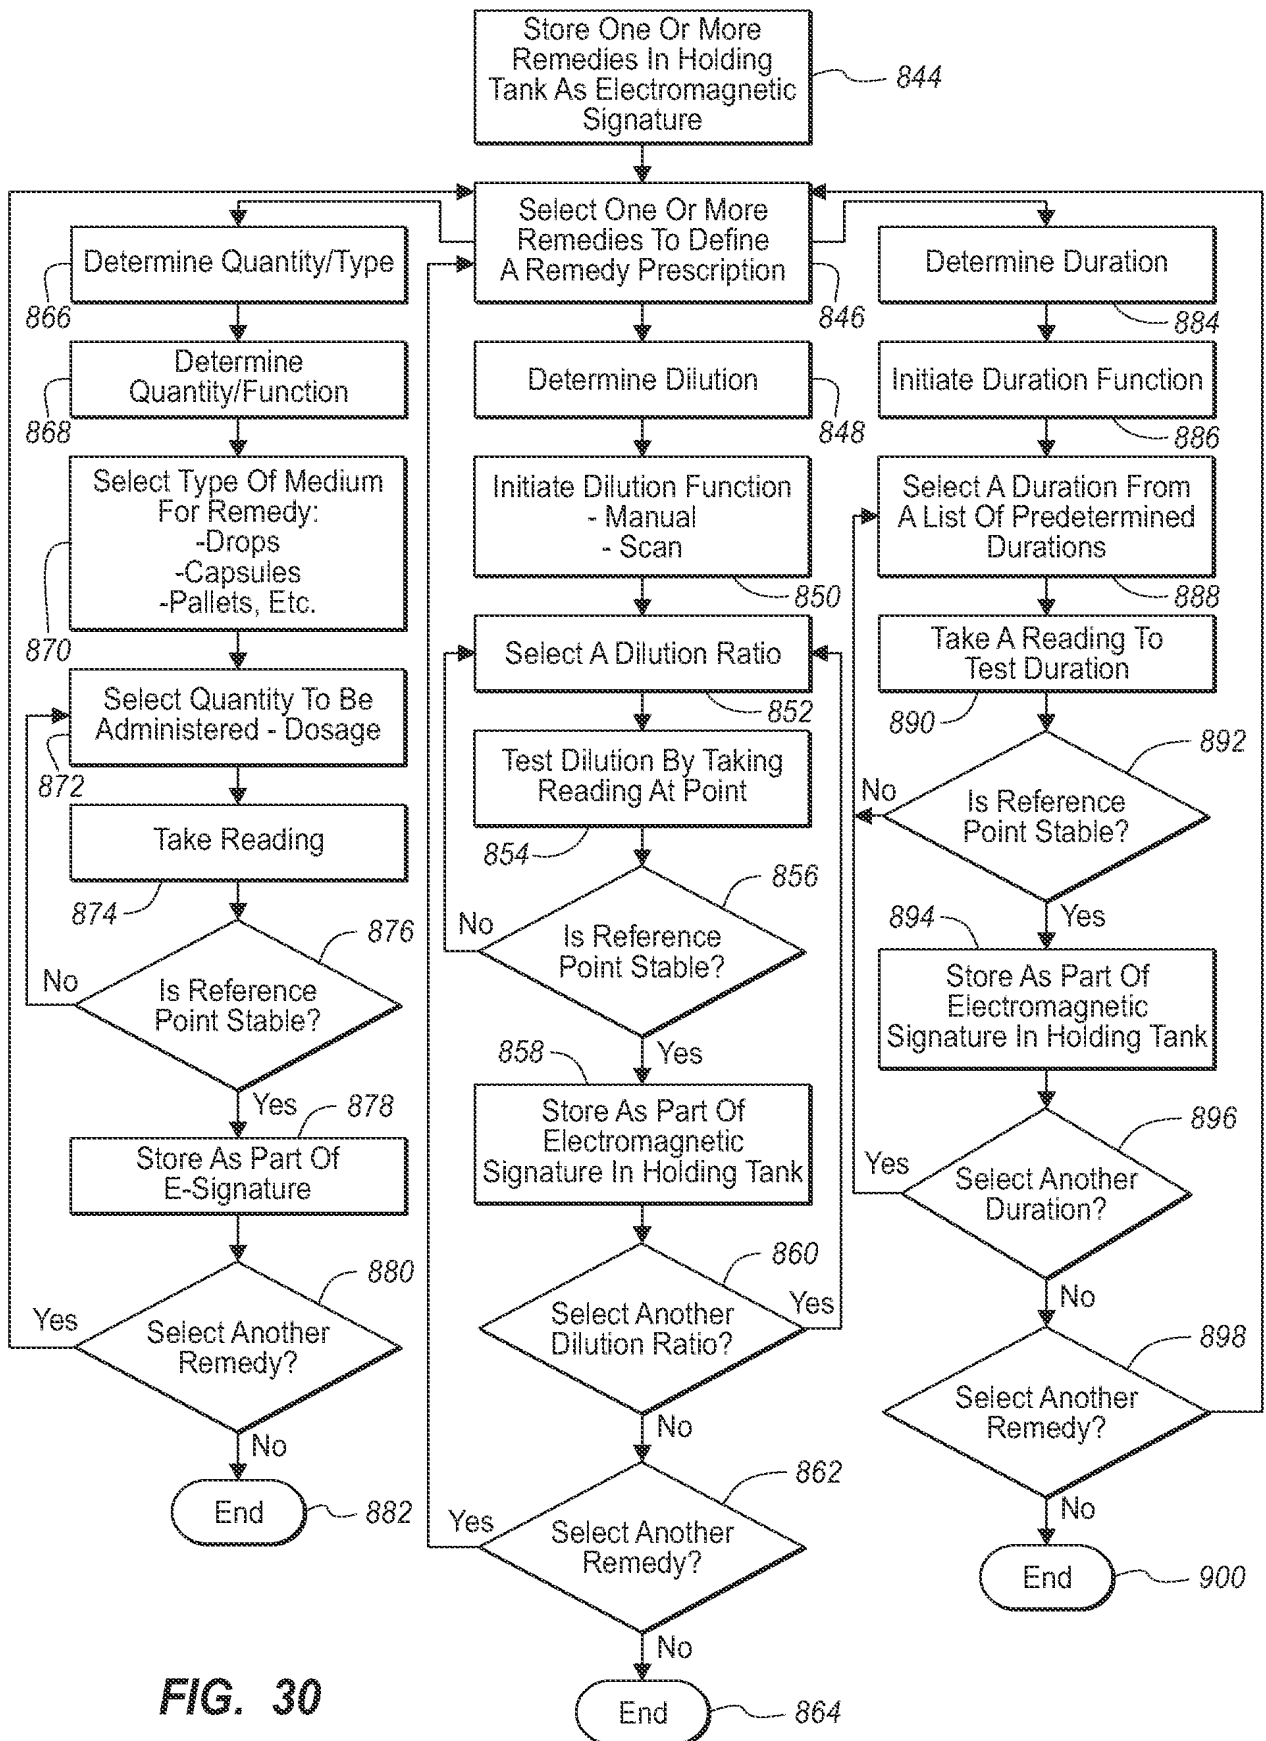 Store One Or More
Remedies In Holding
Tank As Electromagnetic
Signature
844
Select One Or More
Remedies To Define
A Remedy Prescription
846
Determine Quantity/Type
866
Determine
Quantity/Function
868
Select Type Of Medium
For Remedy:
-Drops
-Capsules
-Pallets, Etc.
870
Select Quantity To Be
Administered - Dosage
872
Take Reading
874
Is Reference
Point Stable?
876
No
Yes
Store As Part Of
E-Signature
878
Select Another
Remedy?
880
Yes
No
End
882
Determine Dilution
848
Initiate Dilution Function
- Manual
- Scan
850
Select A Dilution Ratio
852
Test Dilution By Taking
Reading At Point
854
Is Reference
Point Stable?
856
No
Yes
Store As Part Of
Electromagnetic
Signature In Holding Tank
858
Select Another
Dilution Ratio?
860
Yes
No
Select Another
Remedy?
862
Yes
No
End
864
Determine Duration
884
Initiate Duration Function
886
Select A Duration From
A List Of Predetermined
Durations
888
Take A Reading To
Test Duration
890
Is Reference
Point Stable?
892
No
Yes
Store As Part Of
Electromagnetic
Signature In Holding Tank
894
Select Another
Duration?
896
Yes
No
Select Another
Remedy?
898
No
End
900
FIG. 30